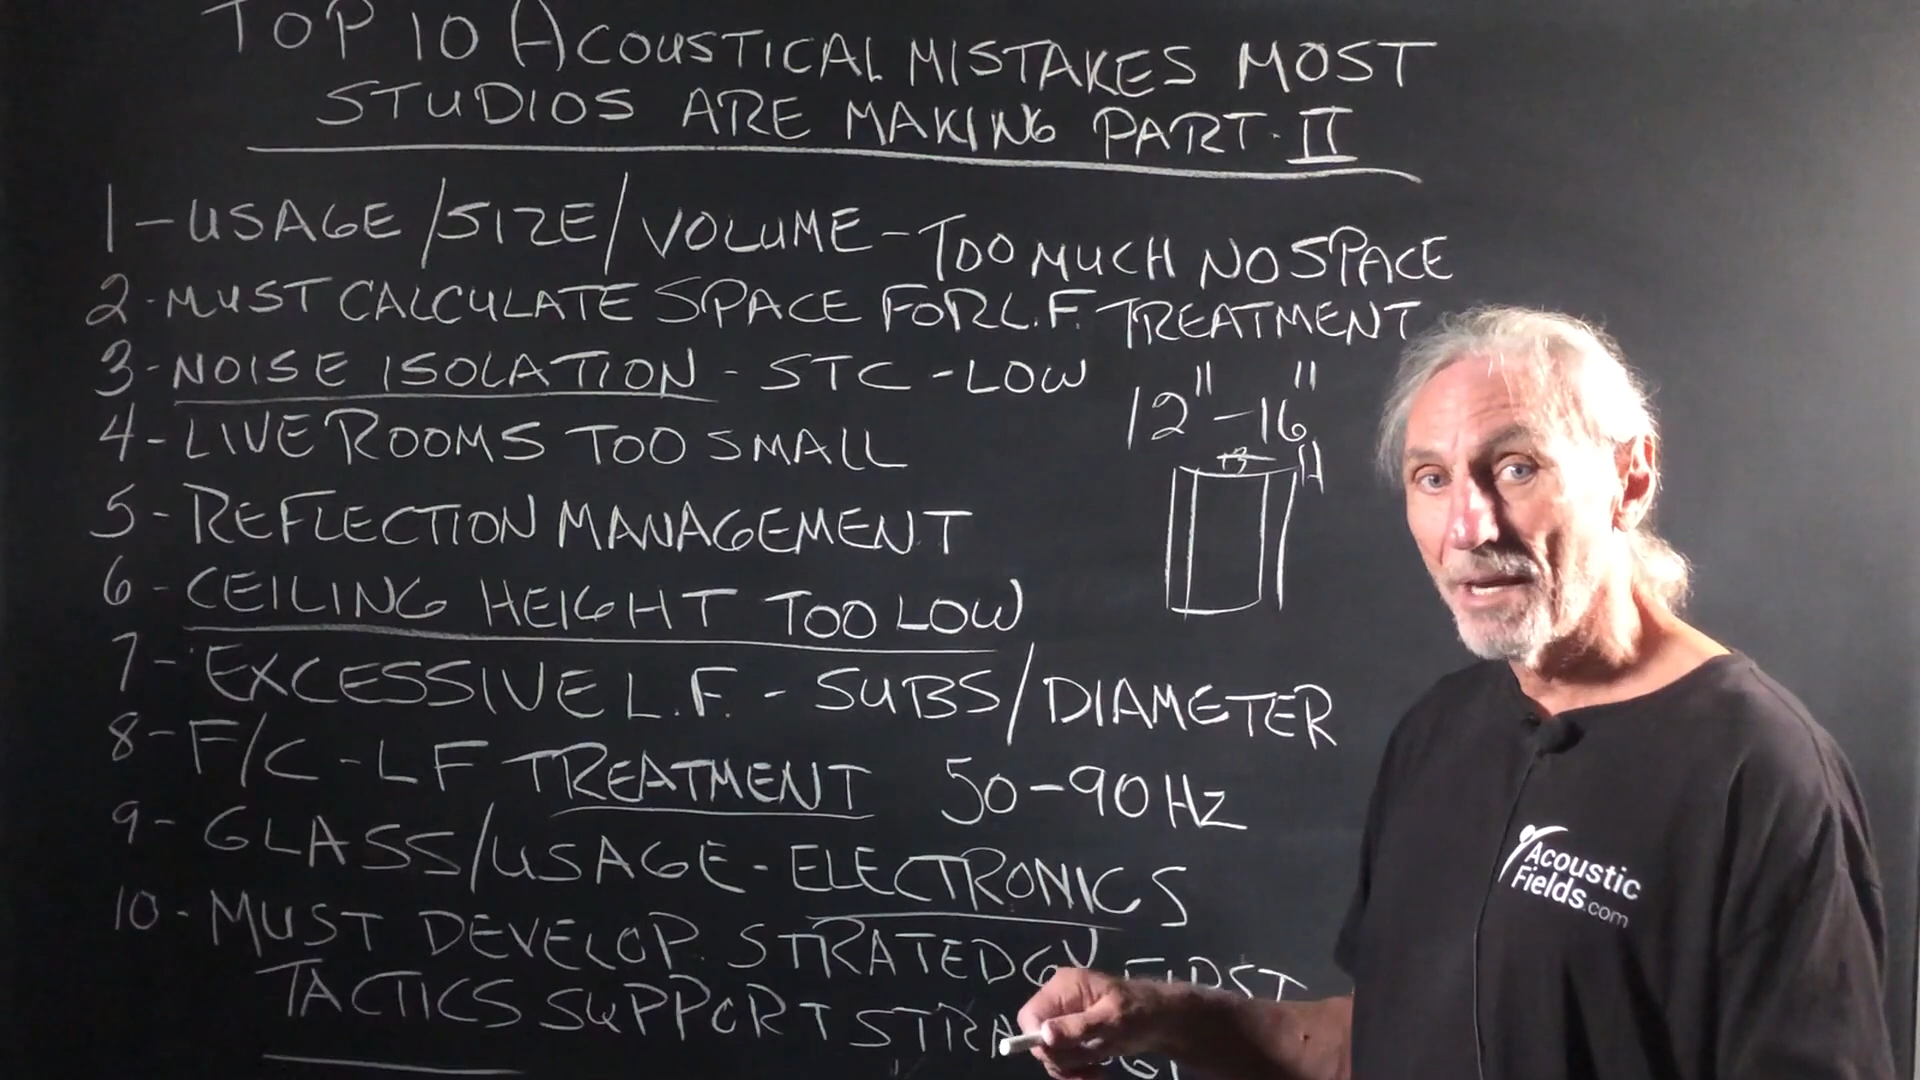 TOP 10 ACOUSTICAL MISTAKES MOST
STUDIOS ARE MAKING PART-II
1-USAGE/SIZE/VOLUME-TOO MUCH NO SPACE
2-MUST CALCULATE SPACE FOR L.F. TREATMENT
3-NOISE ISOLATION - STC - LOW
12"-16"
4-LIVE ROOMS TOO SMALL
5-REFLECTION MANAGEMENT
6-CEILING HEIGHT TOO LOW
7-EXCESSIVE L.F. - SUBS/DIAMETER
8-F/C-LF TREATMENT 50-90Hz
9-GLASS/USAGE-ELECTRONICS
10-MUST DEVELOP STRATEDGY FIRST
TACTICS SUPPORT
Acoustic
Fields.com